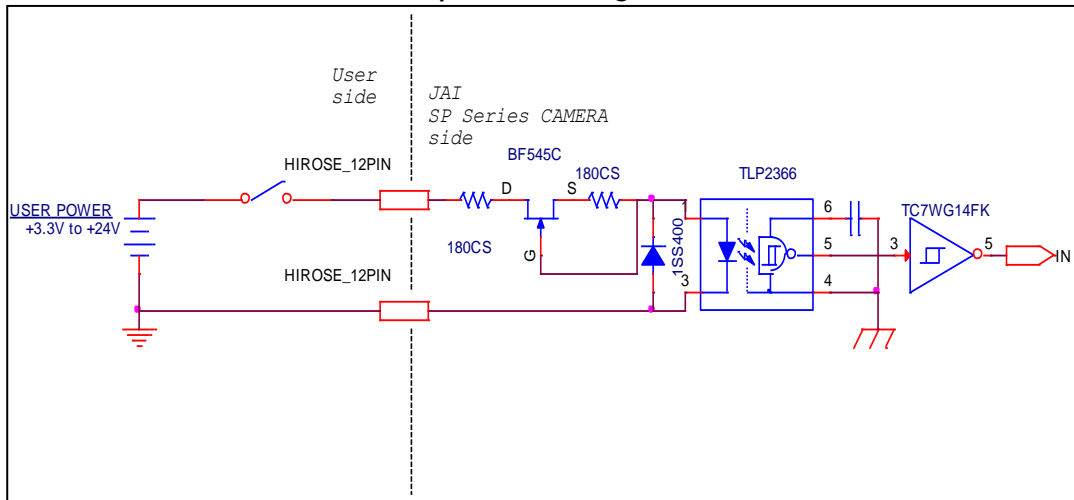 User
side
JAI
SP Series CAMERA
side
BF545C
HIROSE_12PIN
180CS
TLP2366
D
S
6
TC7WG14FK
USER POWER
+3.3V to +24V
1
5
3
5
IN
180CS
G
1SS400
HIROSE_12PIN
3
4